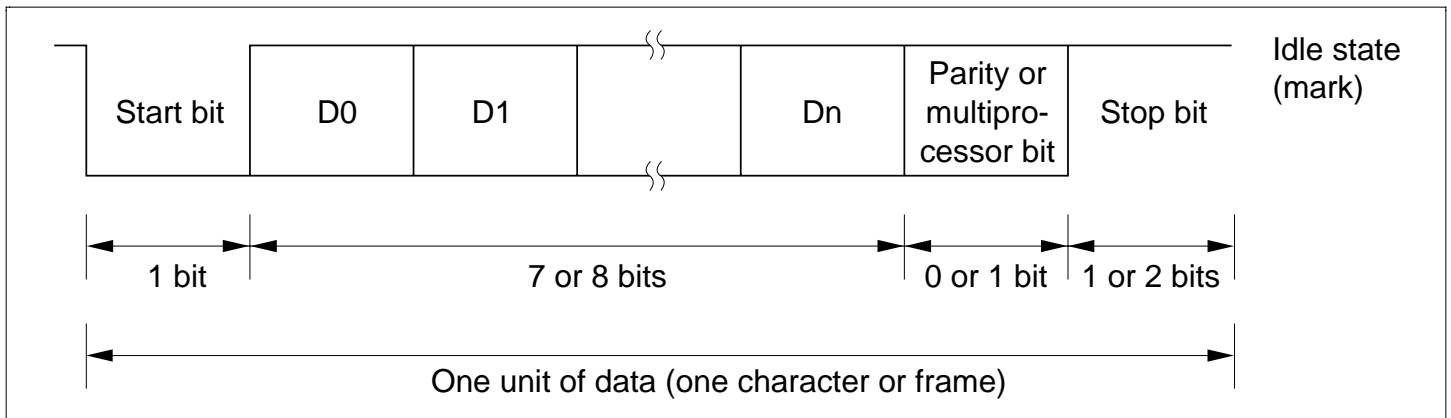 Start bit
D0
D1
Dn
Parity or
multipro-
cessor bit
Stop bit
Idle state
(mark)
1 bit
7 or 8 bits
0 or 1 bit
1 or 2 bits
One unit of data (one character or frame)